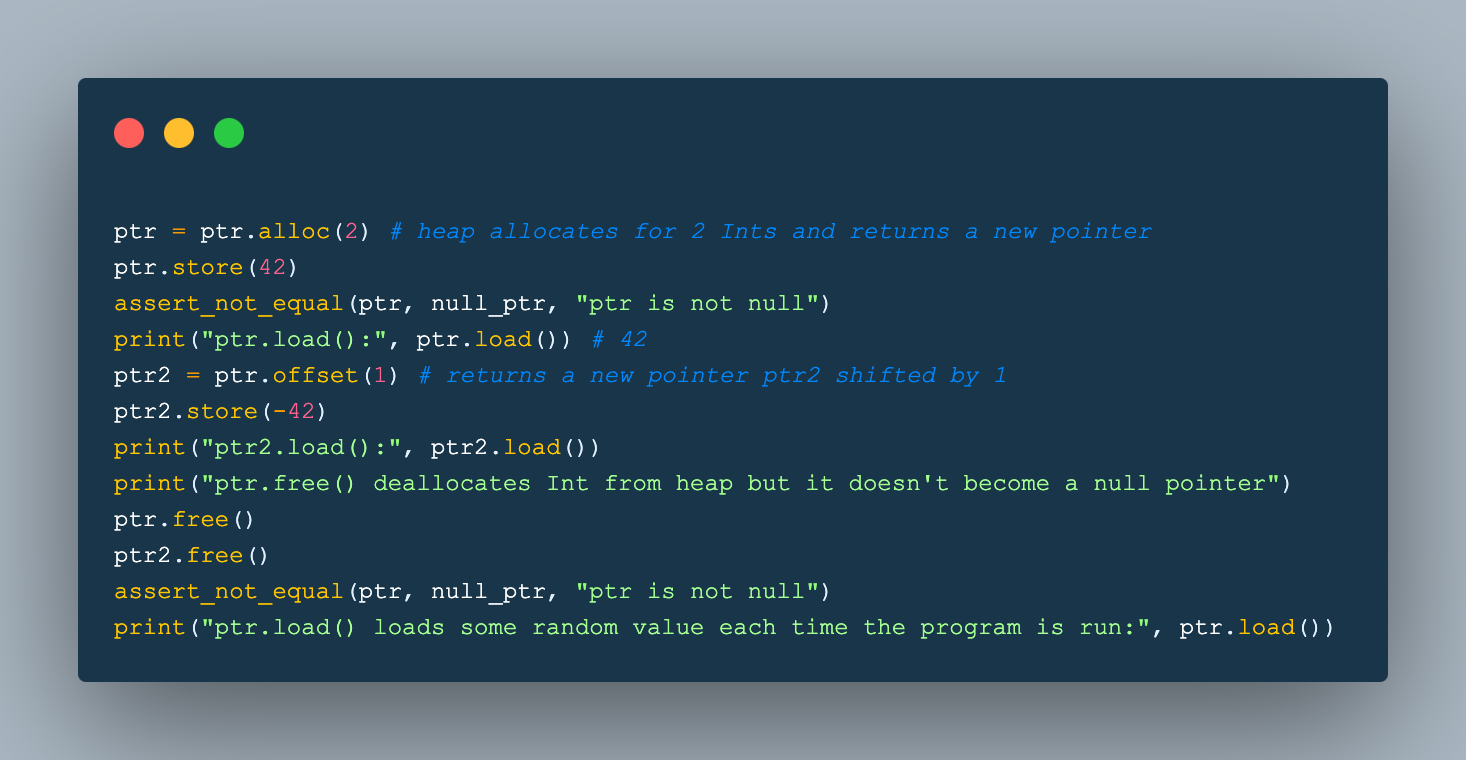 ptr = ptr.alloc(2) # heap allocates for 2 Ints and returns a new pointer
ptr.store(42)
assert_not_equal(ptr, null_ptr, "ptr is not null")
print("ptr.load():", ptr.load()) # 42
ptr2 = ptr.offset(1) # returns a new pointer ptr2 shifted by 1
ptr2.store(-42)
print("ptr2.load():", ptr2.load())
print("ptr.free() deallocates Int from heap but it doesn't become a null pointer")
ptr.free()
ptr2.free()
assert_not_equal(ptr, null_ptr, "ptr is not null")
print("ptr.load() loads some random value each time the program is run:", ptr.load())